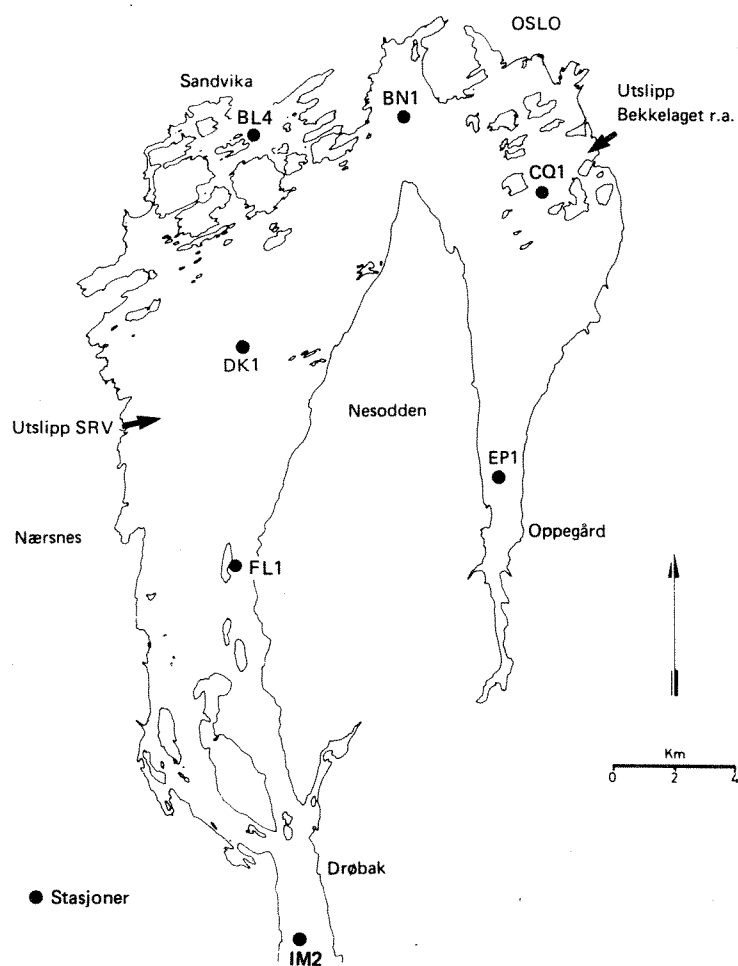 OSLO
Sandvika
BL4
BN1
Utslipp
Bekkelaget r.a.
CQ1
DK1
Nesodden
Utslipp SRV
EP1
Nærsnes
Oppegård
FL1
Km
0 2 4
Drøbak
Stasjoner
IM2